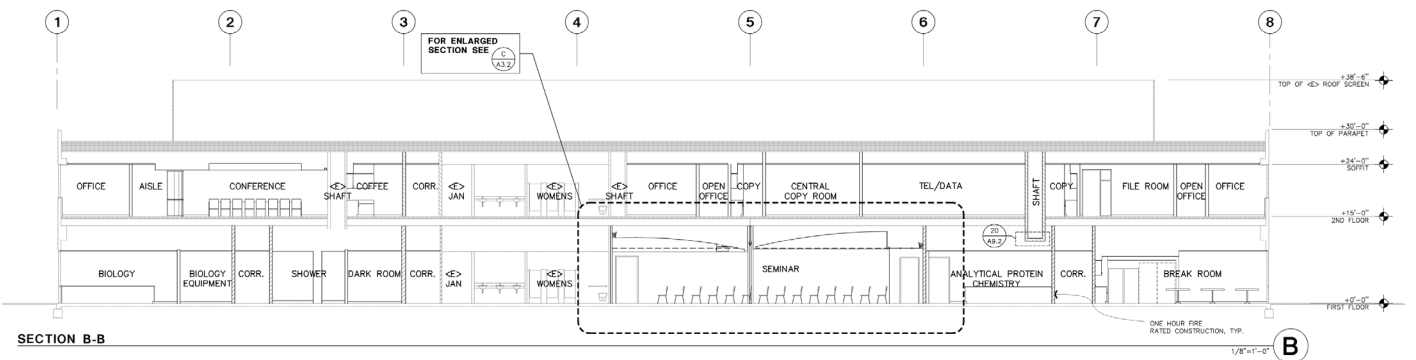 1
2
3
4
5
6
7
8
FOR ENLARGED
SECTION SEE
C
A3.2
+38'-6"
TOP OF <E> ROOF SCREEN
+30'-0"
TOP OF PARAPET
+24'-0"
SOFFIT
OFFICE
AISLE
CONFERENCE
<E>
SHAFT
COFFEE
CORR.
<E>
JAN
<E>
WOMENS
<E>
SHAFT
OFFICE
OPEN
OFFICE
COPY
CENTRAL
COPY ROOM
TEL/DATA
SHAFT
COPY
FILE ROOM
OPEN
OFFICE
OFFICE
+15'-0"
2ND FLOOR
20
A9.2
BIOLOGY
BIOLOGY
EQUIPMENT
CORR.
SHOWER
DARK ROOM
CORR.
<E>
JAN
<E>
WOMENS
SEMINAR
ANALYTICAL PROTEIN
CHEMISTRY
CORR.
BREAK ROOM
+0'-0"
FIRST FLOOR
ONE HOUR FIRE
RATED CONSTRUCTION, TYP.
SECTION B-B
1/8"=1'-0"
B